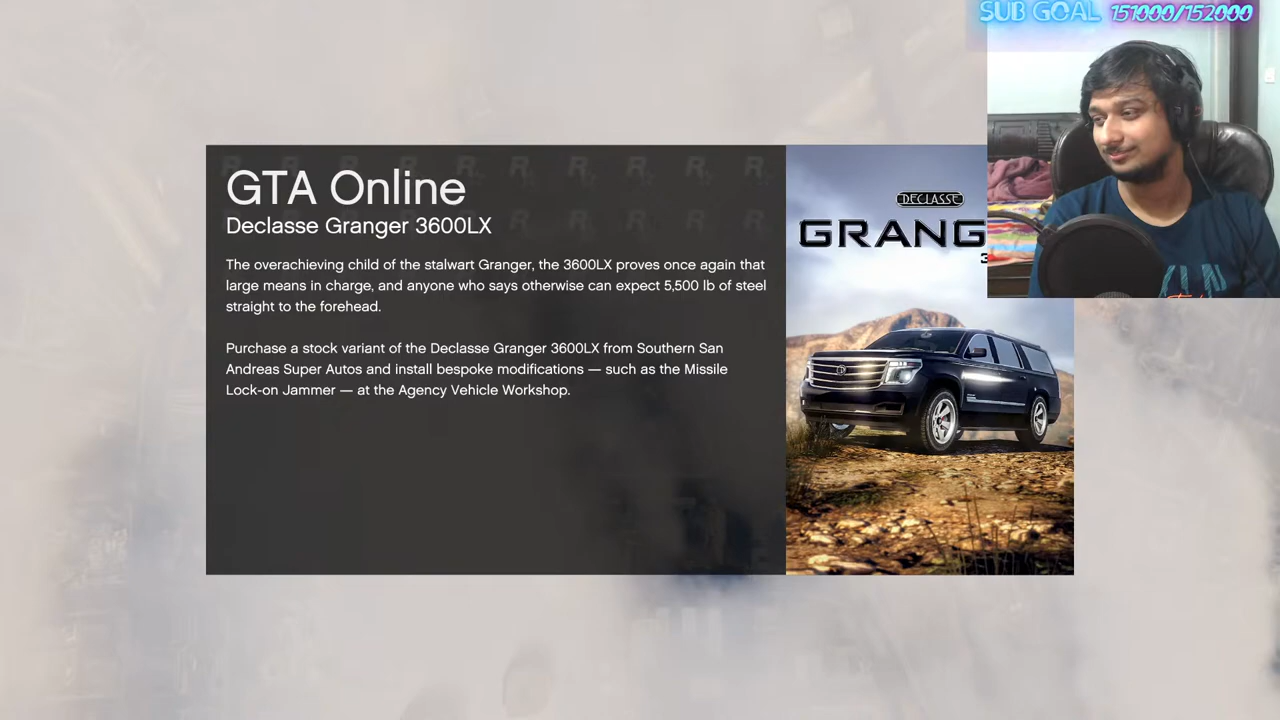 SUB GOAL 151000/152000
GTA Online
Declasse Granger 3600LX
The overachieving child of the stalwart Granger, the 3600LX proves once again that
large means in charge, and anyone who says otherwise can expect 5,500 lb of steel
straight to the forehead.
Purchase a stock variant of the Declasse Granger 3600LX from Southern San
Andreas Super Autos and install bespoke modifications — such as the Missile
Lock-on Jammer — at the Agency Vehicle Workshop.
DECLASSE
GRANG
3